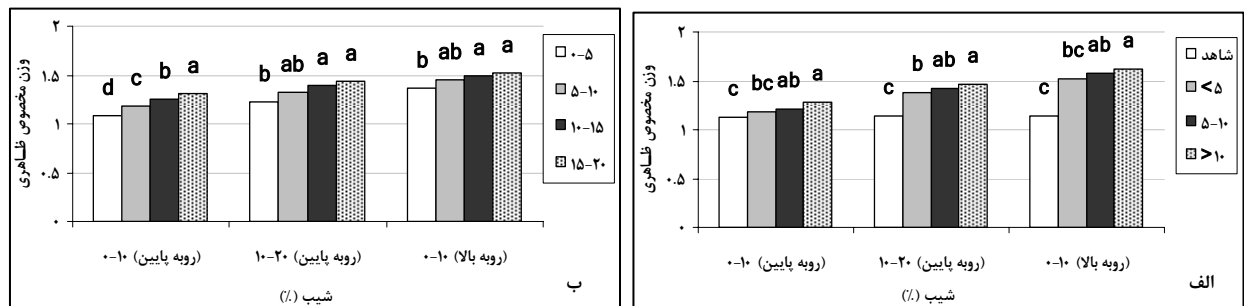 ۲
۱.۵
۱
۰.۵
۰
وزن مخصوص ظاهری
c bc ab a
c b ab a
c bc ab a
شاهد
<۵
۵-۱۰
>۱۰
۰-۱۰ (روبه پایین)
۱۰-۲۰ (روبه پایین)
۰-۱۰ (روبه بالا)
شیب (٪)
الف
۲
۱.۵
۱
۰.۵
۰
وزن مخصوص ظاهری
d c b a
b ab a a
b ab a a
۰-۵
۵-۱۰
۱۰-۱۵
۱۵-۲۰
۰-۱۰ (روبه پایین)
۱۰-۲۰ (روبه پایین)
۰-۱۰ (روبه بالا)
شیب (٪)
ب